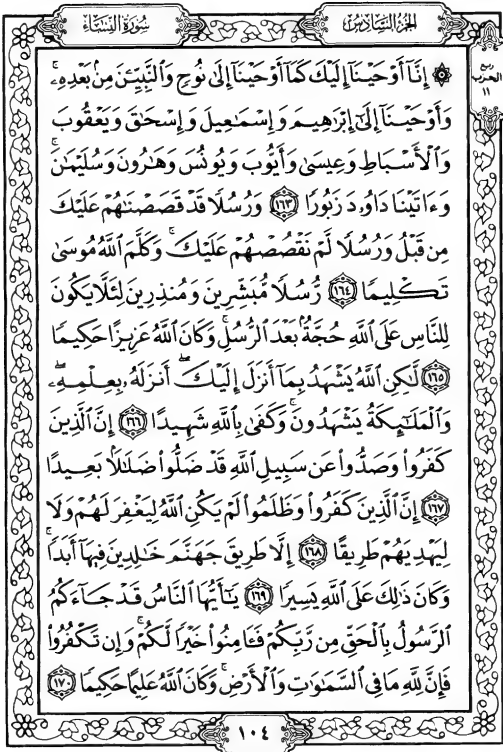 الجزء السادس
سورة النساء
ربع
الحزب
١١
۞ إِنَّآ أَوْحَيْنَآ إِلَيْكَ كَمَآ أَوْحَيْنَآ إِلَىٰ نُوحٍ وَٱلنَّبِيِّـۧنَ مِنۢ بَعْدِهِۦۚ
وَأَوْحَيْنَآ إِلَىٰٓ إِبْرَٰهِيمَ وَإِسْمَـٰعِيلَ وَإِسْحَـٰقَ وَيَعْقُوبَ
وَٱلْأَسْبَاطِ وَعِيسَىٰ وَأَيُّوبَ وَيُونُسَ وَهَـٰرُونَ وَسُلَيْمَـٰنَۚ
وَءَاتَيْنَا دَاوُۥدَ زَبُورًا ١٦٣ وَرُسُلًا قَدْ قَصَصْنَـٰهُمْ عَلَيْكَ
مِن قَبْلُ وَرُسُلًا لَّمْ نَقْصُصْهُمْ عَلَيْكَۚ وَكَلَّمَ ٱللَّهُ مُوسَىٰ
تَكْلِيمًا ١٦٤ رُّسُلًا مُّبَشِّرِينَ وَمُنذِرِينَ لِئَلَّا يَكُونَ
لِلنَّاسِ عَلَى ٱللَّهِ حُجَّةٌۢ بَعْدَ ٱلرُّسُلِۚ وَكَانَ ٱللَّهُ عَزِيزًا حَكِيمًا
١٦٥ لَّـٰكِنِ ٱللَّهُ يَشْهَدُ بِمَآ أَنزَلَ إِلَيْكَۖ أَنزَلَهُۥ بِعِلْمِهِۦۖ
وَٱلْمَلَـٰٓئِكَةُ يَشْهَدُونَۚ وَكَفَىٰ بِٱللَّهِ شَهِيدًا ١٦٦ إِنَّ ٱلَّذِينَ
كَفَرُوا۟ وَصَدُّوا۟ عَن سَبِيلِ ٱللَّهِ قَدْ ضَلُّوا۟ ضَلَـٰلًۢا بَعِيدًا
١٦٧ إِنَّ ٱلَّذِينَ كَفَرُوا۟ وَظَلَمُوا۟ لَمْ يَكُنِ ٱللَّهُ لِيَغْفِرَ لَهُمْ وَلَا
لِيَهْدِيَهُمْ طَرِيقًا ١٦٨ إِلَّا طَرِيقَ جَهَنَّمَ خَـٰلِدِينَ فِيهَآ أَبَدًاۚ
وَكَانَ ذَٰلِكَ عَلَى ٱللَّهِ يَسِيرًا ١٦٩ يَـٰٓأَيُّهَا ٱلنَّاسُ قَدْ جَآءَكُمُ
ٱلرَّسُولُ بِٱلْحَقِّ مِن رَّبِّكُمْ فَـَٔامِنُوا۟ خَيْرًا لَّكُمْۚ وَإِن تَكْفُرُوا۟
فَإِنَّ لِلَّهِ مَا فِى ٱلسَّمَـٰوَٰتِ وَٱلْأَرْضِۚ وَكَانَ ٱللَّهُ عَلِيمًا حَكِيمًا ١٧٠
١٠٤